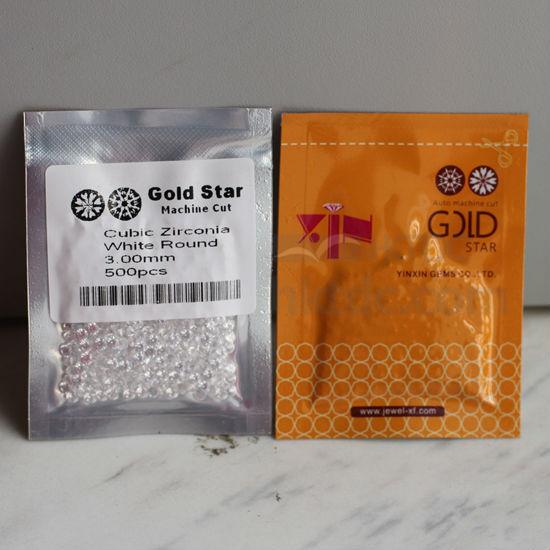 Gold Star
Machine Cut
Cubic Zirconia
White Round
3.00mm
500pcs
Auto machine cut
GOLD
STAR
YINXIN GEMS CO.,LTD.
www.jewel-xf.com